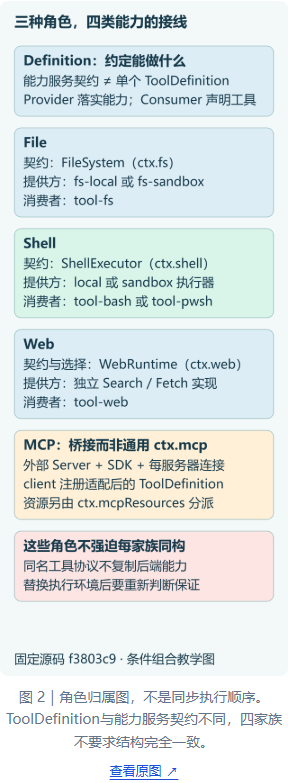 三种角色，四类能力的接线
Definition：约定能做什么
能力服务契约 ≠ 单个 ToolDefinition
Provider 落实能力；Consumer 声明工具
File
契约：FileSystem（ctx.fs）
提供方：fs-local 或 fs-sandbox
消费者：tool-fs
Shell
契约：ShellExecutor（ctx.shell）
提供方：local 或 sandbox 执行器
消费者：tool-bash 或 tool-pwsh
Web
契约与选择：WebRuntime（ctx.web）
提供方：独立 Search / Fetch 实现
消费者：tool-web
MCP：桥接而非通用 ctx.mcp
外部 Server + SDK + 每服务器连接
client 注册适配后的 ToolDefinition
资源另由 ctx.mcpResources 分派
这些角色不强迫每家族同构
同名工具协议不复制后端能力
替换执行环境后要重新判断保证
固定源码 f3803c9 · 条件组合教学图
图 2 | 角色归属图，不是同步执行顺序。
ToolDefinition与能力服务契约不同，四家族
不要求结构完全一致。
查看原图 ↗